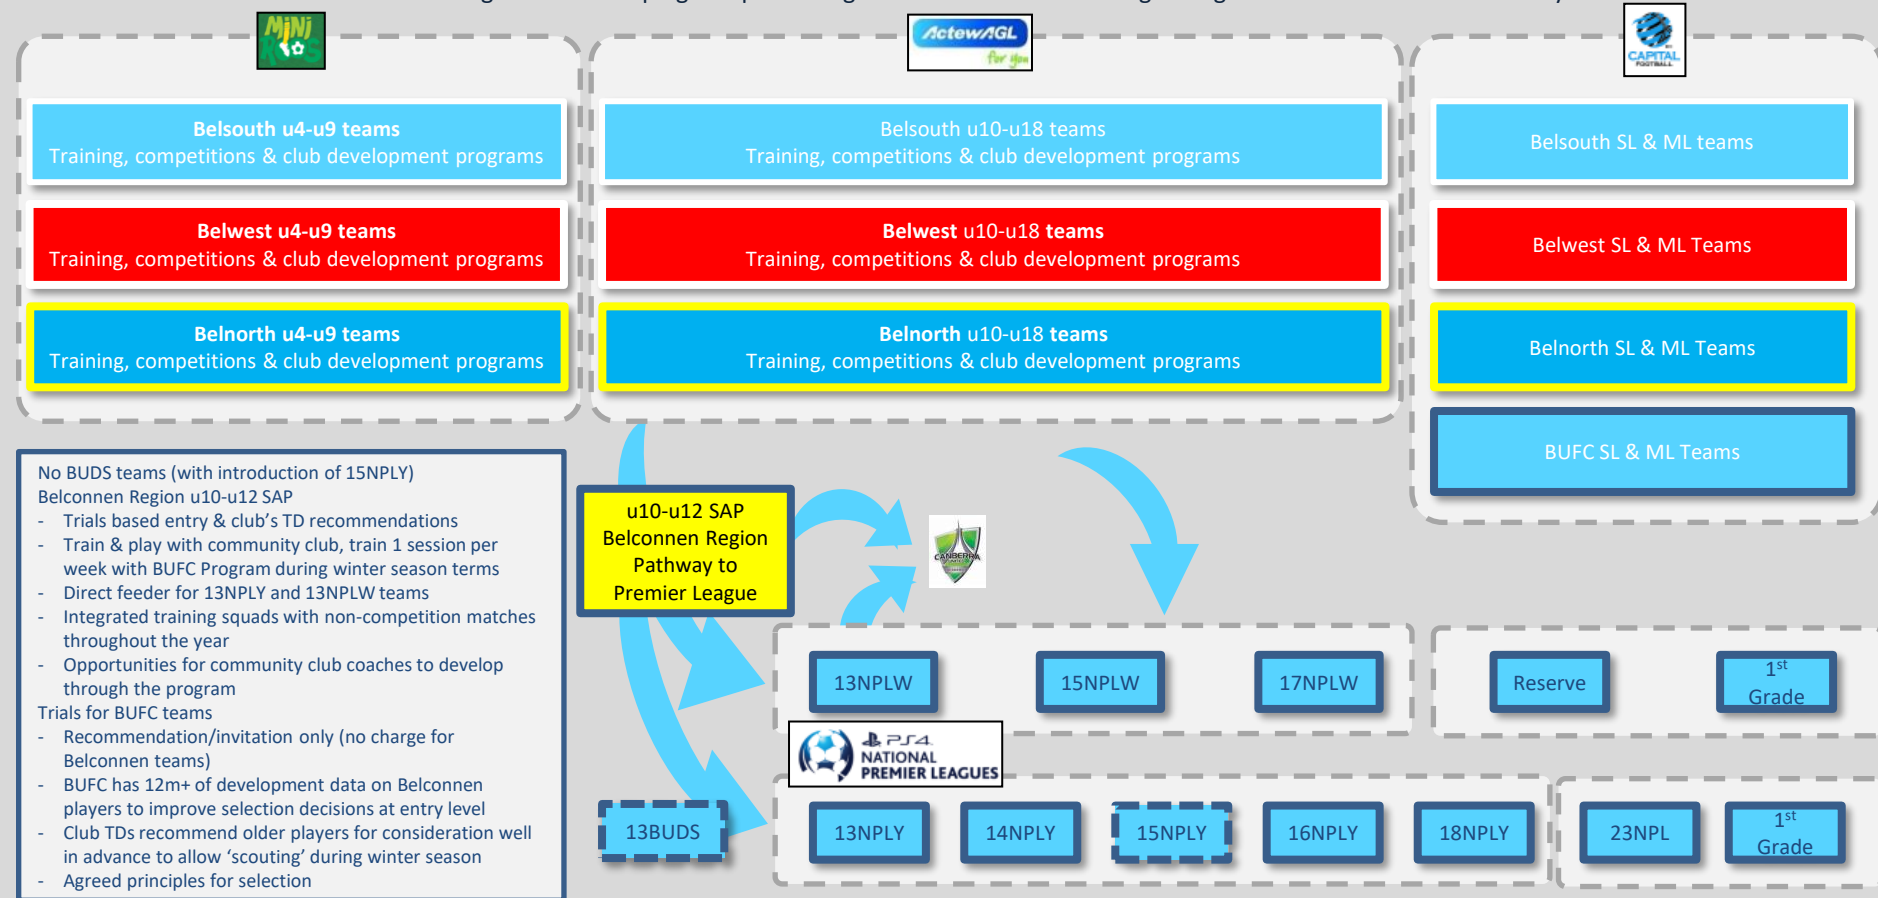 MiNi
ActewAGL
for you
CAPITAL
FOOTBALL
Belsouth u4-u9 teams
Training, competitions & club development programs
Belsouth u10-u18 teams
Training, competitions & club development programs
Belsouth SL & ML teams
Belwest u4-u9 teams
Training, competitions & club development programs
Belwest u10-u18 teams
Training, competitions & club development programs
Belwest SL & ML Teams
Belnorth u4-u9 teams
Training, competitions & club development programs
Belnorth u10-u18 teams
Training, competitions & club development programs
Belnorth SL & ML Teams
BUFC SL & ML Teams
No BUDS teams (with introduction of 15NPLY)
Belconnen Region u10-u12 SAP
- Trials based entry & club's TD recommendations
- Train & play with community club, train 1 session per
week with BUFC Program during winter season terms
- Direct feeder for 13NPLY and 13NPLW teams
- Integrated training squads with non-competition matches
throughout the year
- Opportunities for community club coaches to develop
through the program
Trials for BUFC teams
- Recommendation/invitation only (no charge for
Belconnen teams)
- BUFC has 12m+ of development data on Belconnen
players to improve selection decisions at entry level
- Club TDs recommend older players for consideration well
in advance to allow 'scouting' during winter season
- Agreed principles for selection
u10-u12 SAP
Belconnen Region
Pathway to
Premier League
CANBERRA
13NPLW
15NPLW
17NPLW
Reserve
1st
Grade
PS4
NATIONAL
PREMIER LEAGUES
13BUDS
13NPLY
14NPLY
15NPLY
16NPLY
18NPLY
23NPL
1st
Grade